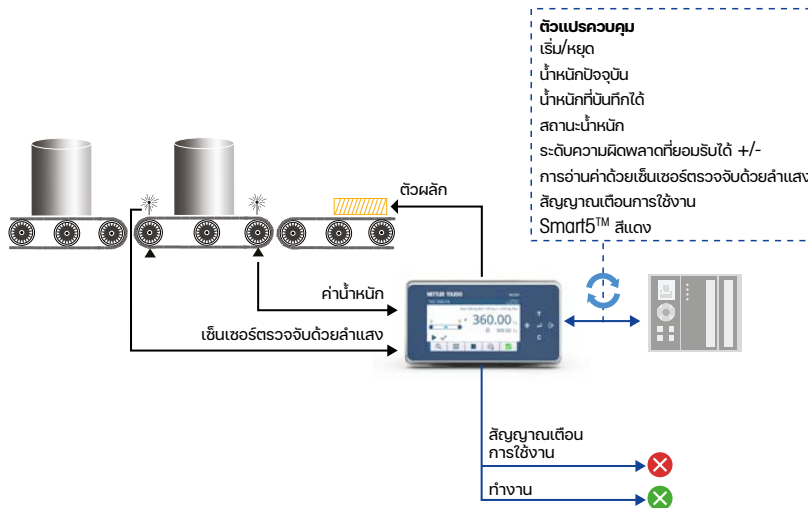 ตัวแปรควบคุม
เริ่ม/หยุด
น้ำหนักปัจจุบัน
น้ำหนักที่บันทึกได้
สถานะน้ำหนัก
ระดับความผิดพลาดที่ยอมรับได้ +/-
การอ่านค่าด้วยเซ็นเซอร์ตรวจจับด้วยลำแสง
สัญญาณเตือนการใช้งาน
Smart5™ สีแดง
ตัวผลัก
ค่าน้ำหนัก
เซ็นเซอร์ตรวจจับด้วยลำแสง
METTLER TOLEDO
360.00
สัญญาณเตือน
การใช้งาน
ทำงาน